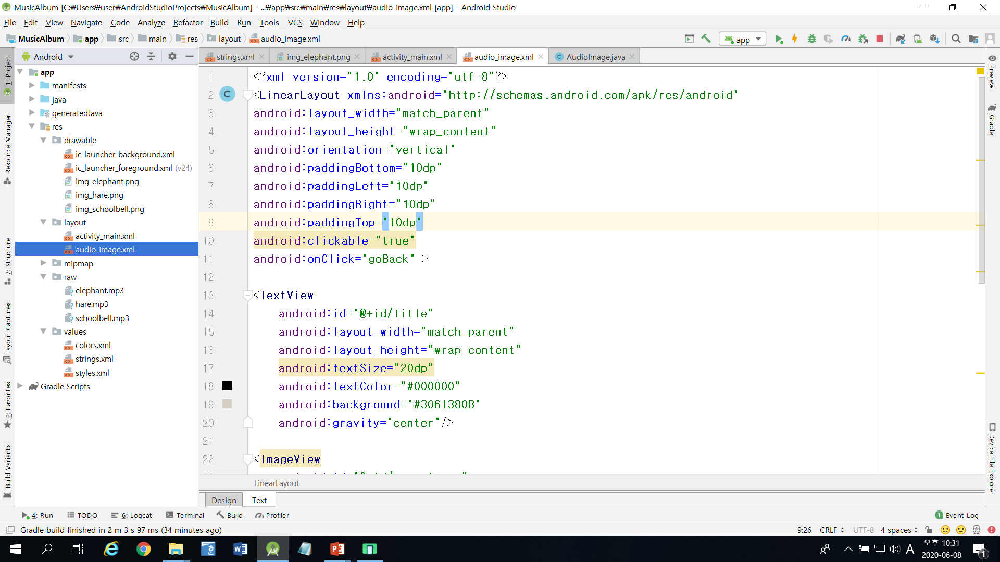 MusicAlbum [C:₩Users₩user₩AndroidStudioProjects₩MusicAlbum] - ...₩app₩src₩main₩res₩layout₩audio_image.xml [app] - Android Studio
File Edit View Navigate Code Analyze Refactor Build Run Tools VCS Window Help
MusicAlbum app src main res layout audio_image.xml
app
Android
strings.xml img_elephant.png activity_main.xml audio_image.xml AudioImage.java
1: Project
Resource Manager
7: Structure
Layout Captures
2: Favorites
Build Variants
app
manifests
java
generatedJava
res
drawable
ic_launcher_background.xml
ic_launcher_foreground.xml (v24)
img_elephant.png
img_hare.png
img_schoolbell.png
layout
activity_main.xml
audio_image.xml
mipmap
raw
elephant.mp3
hare.mp3
schoolbell.mp3
values
colors.xml
strings.xml
styles.xml
Gradle Scripts
1 <?xml version="1.0" encoding="utf-8"?>
2 C <LinearLayout xmlns:android="http://schemas.android.com/apk/res/android"
3 android:layout_width="match_parent"
4 android:layout_height="wrap_content"
5 android:orientation="vertical"
6 android:paddingBottom="10dp"
7 android:paddingLeft="10dp"
8 android:paddingRight="10dp"
9 android:paddingTop="10dp"
10 android:clickable="true"
11 android:onClick="goBack" >
12
13 <TextView
14 android:id="@+id/title"
15 android:layout_width="match_parent"
16 android:layout_height="wrap_content"
17 android:textSize="20dp"
18 android:textColor="#000000"
19 android:background="#3061380B"
20 android:gravity="center"/>
21
22 <ImageView
LinearLayout
Design Text
Preview
Gradle
Device File Explorer
4: Run TODO 6: Logcat Terminal Build Profiler 1 Event Log
Gradle build finished in 2 m 3 s 97 ms (34 minutes ago) 9:26 CRLF UTF-8 4 spaces
A
오후 10:31
2020-06-08
1